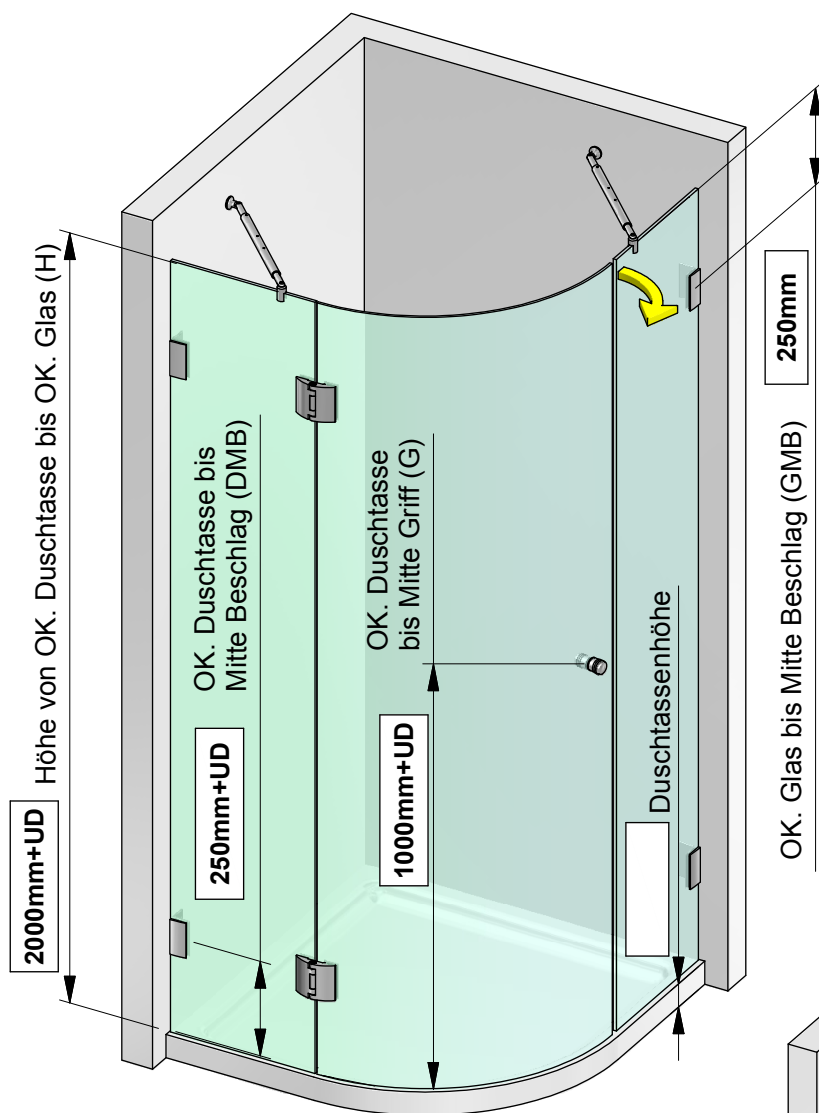 Höhe von OK. Duschtasse bis OK. Glas (H)
2000mm+UD
OK. Duschtasse bis
Mitte Beschlag (DMB)
250mm+UD
OK. Duschtasse
bis Mitte Griff (G)
1000mm+UD
Duschtassenhöhe
250mm
OK. Glas bis Mitte Beschlag (GMB)